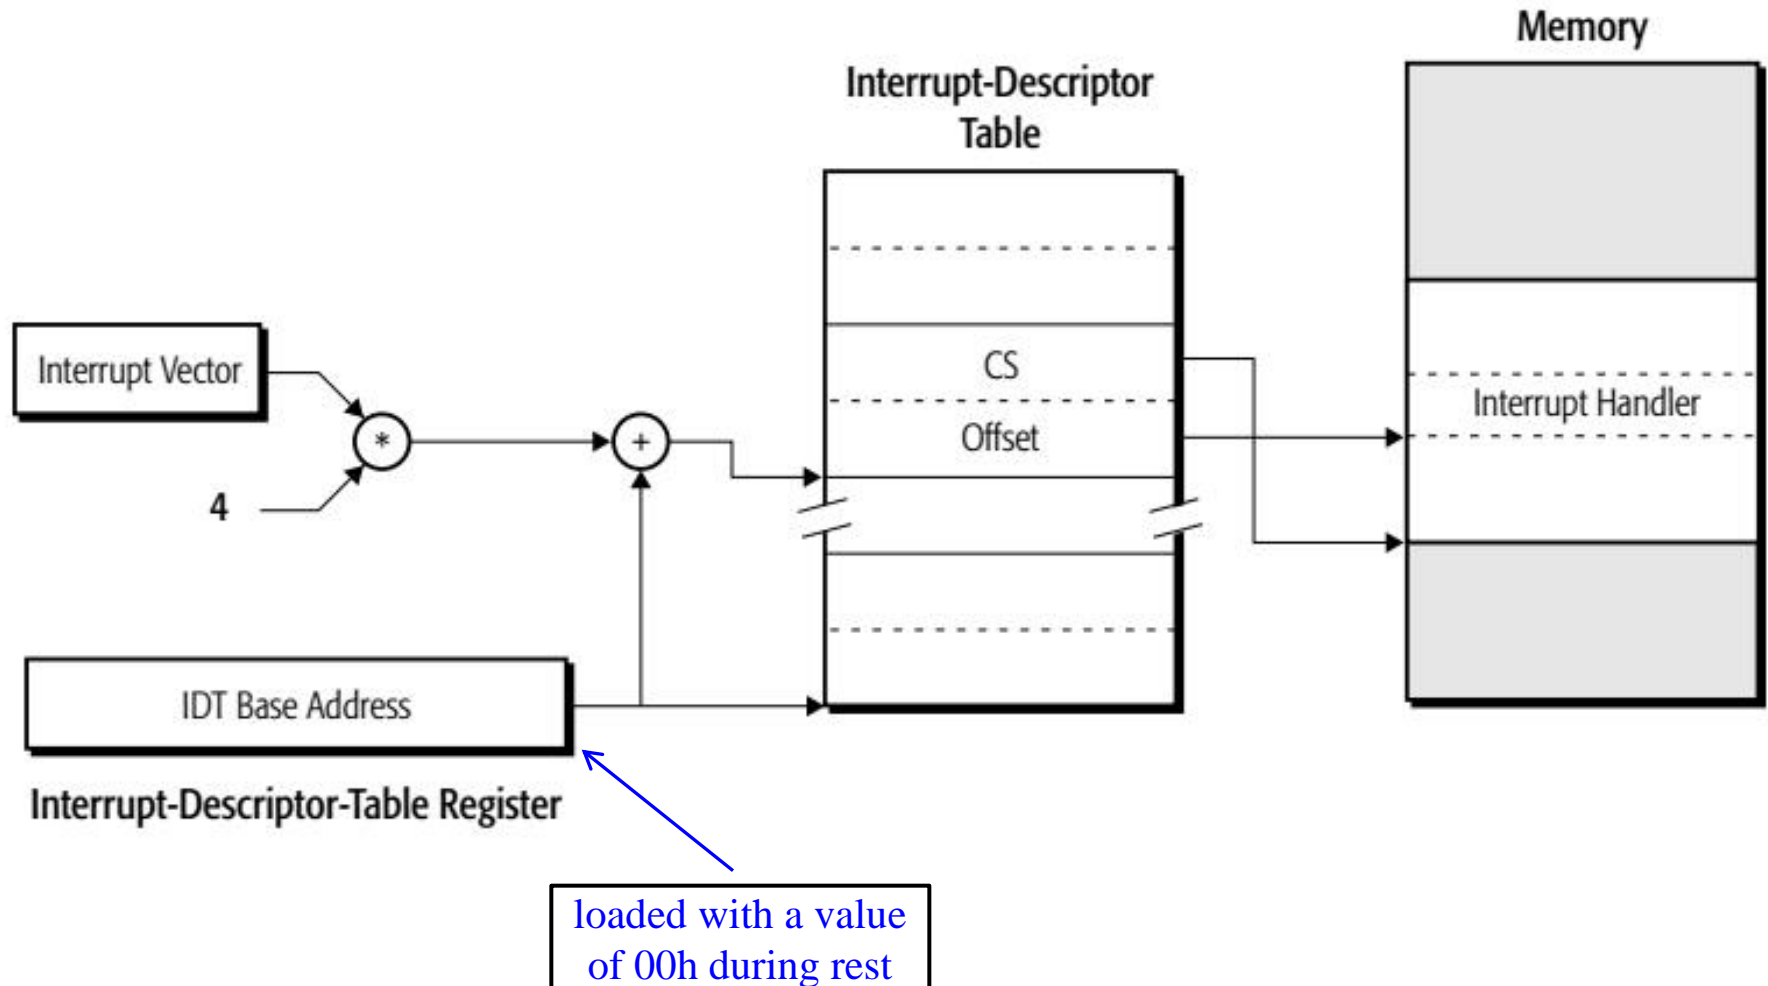 Memory
Interrupt-Descriptor
Table
Interrupt Vector
*
4
+
CS
Offset
Interrupt Handler
IDT Base Address
Interrupt-Descriptor-Table Register
loaded with a value
of 00h during rest